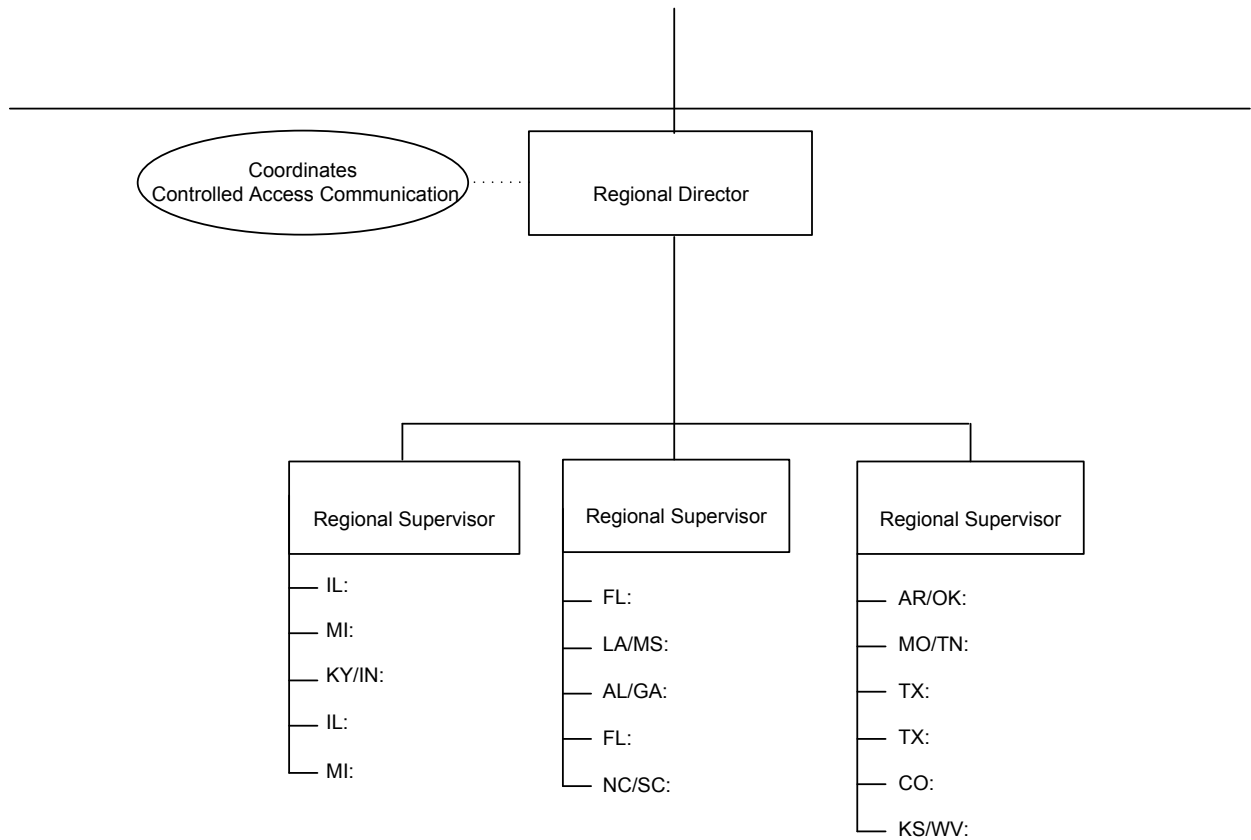 Coordinates
Controlled Access Communication
Regional Director
Regional Supervisor
IL:
MI:
KY/IN:
IL:
MI:
Regional Supervisor
FL:
LA/MS:
AL/GA:
FL:
NC/SC:
Regional Supervisor
AR/OK:
MO/TN:
TX:
TX:
CO:
KS/WV: